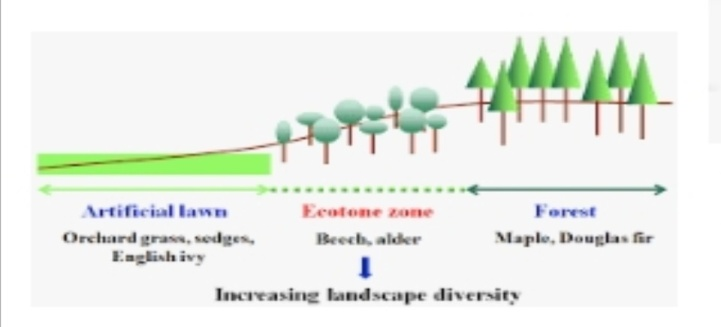 Artificial lawn
Ecotone zone
Forest
Orchard grass, sedges,
English ivy
Beech, alder
Maple, Douglas fir
Increasing landscape diversity